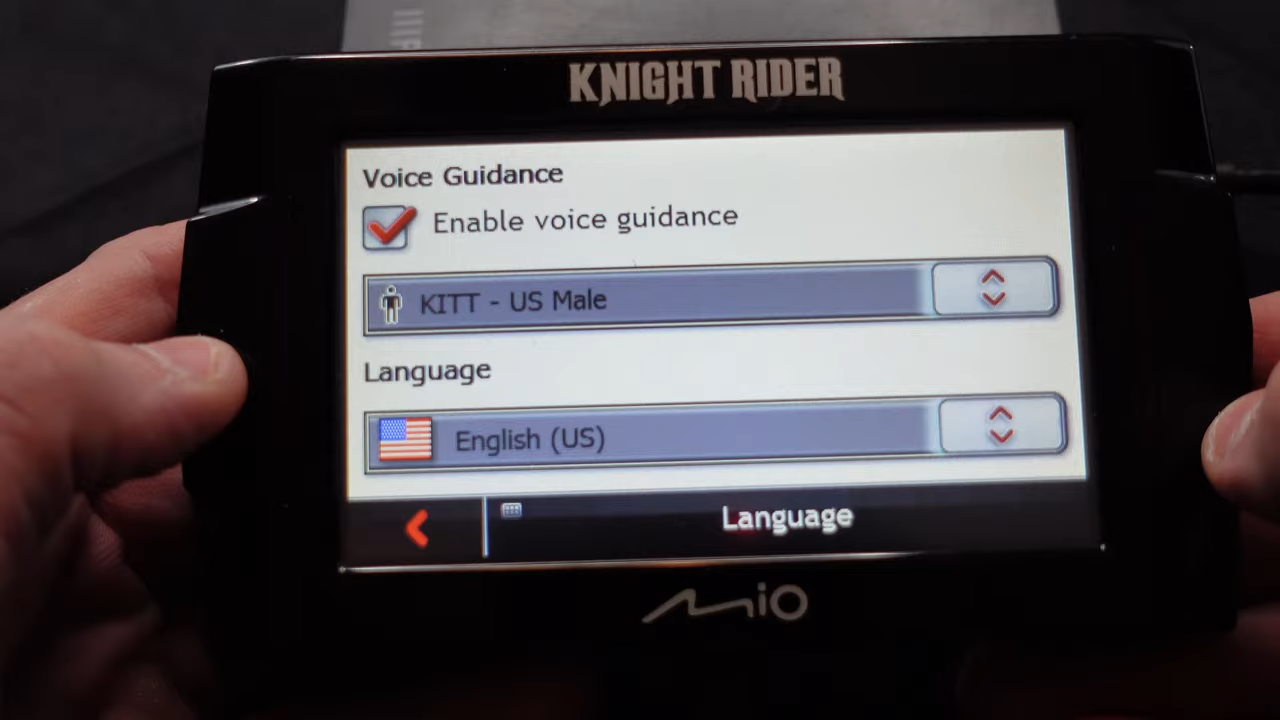 KNIGHT RIDER
Voice Guidance
Enable voice guidance
KITT - US Male
Language
English (US)
Language
Mio